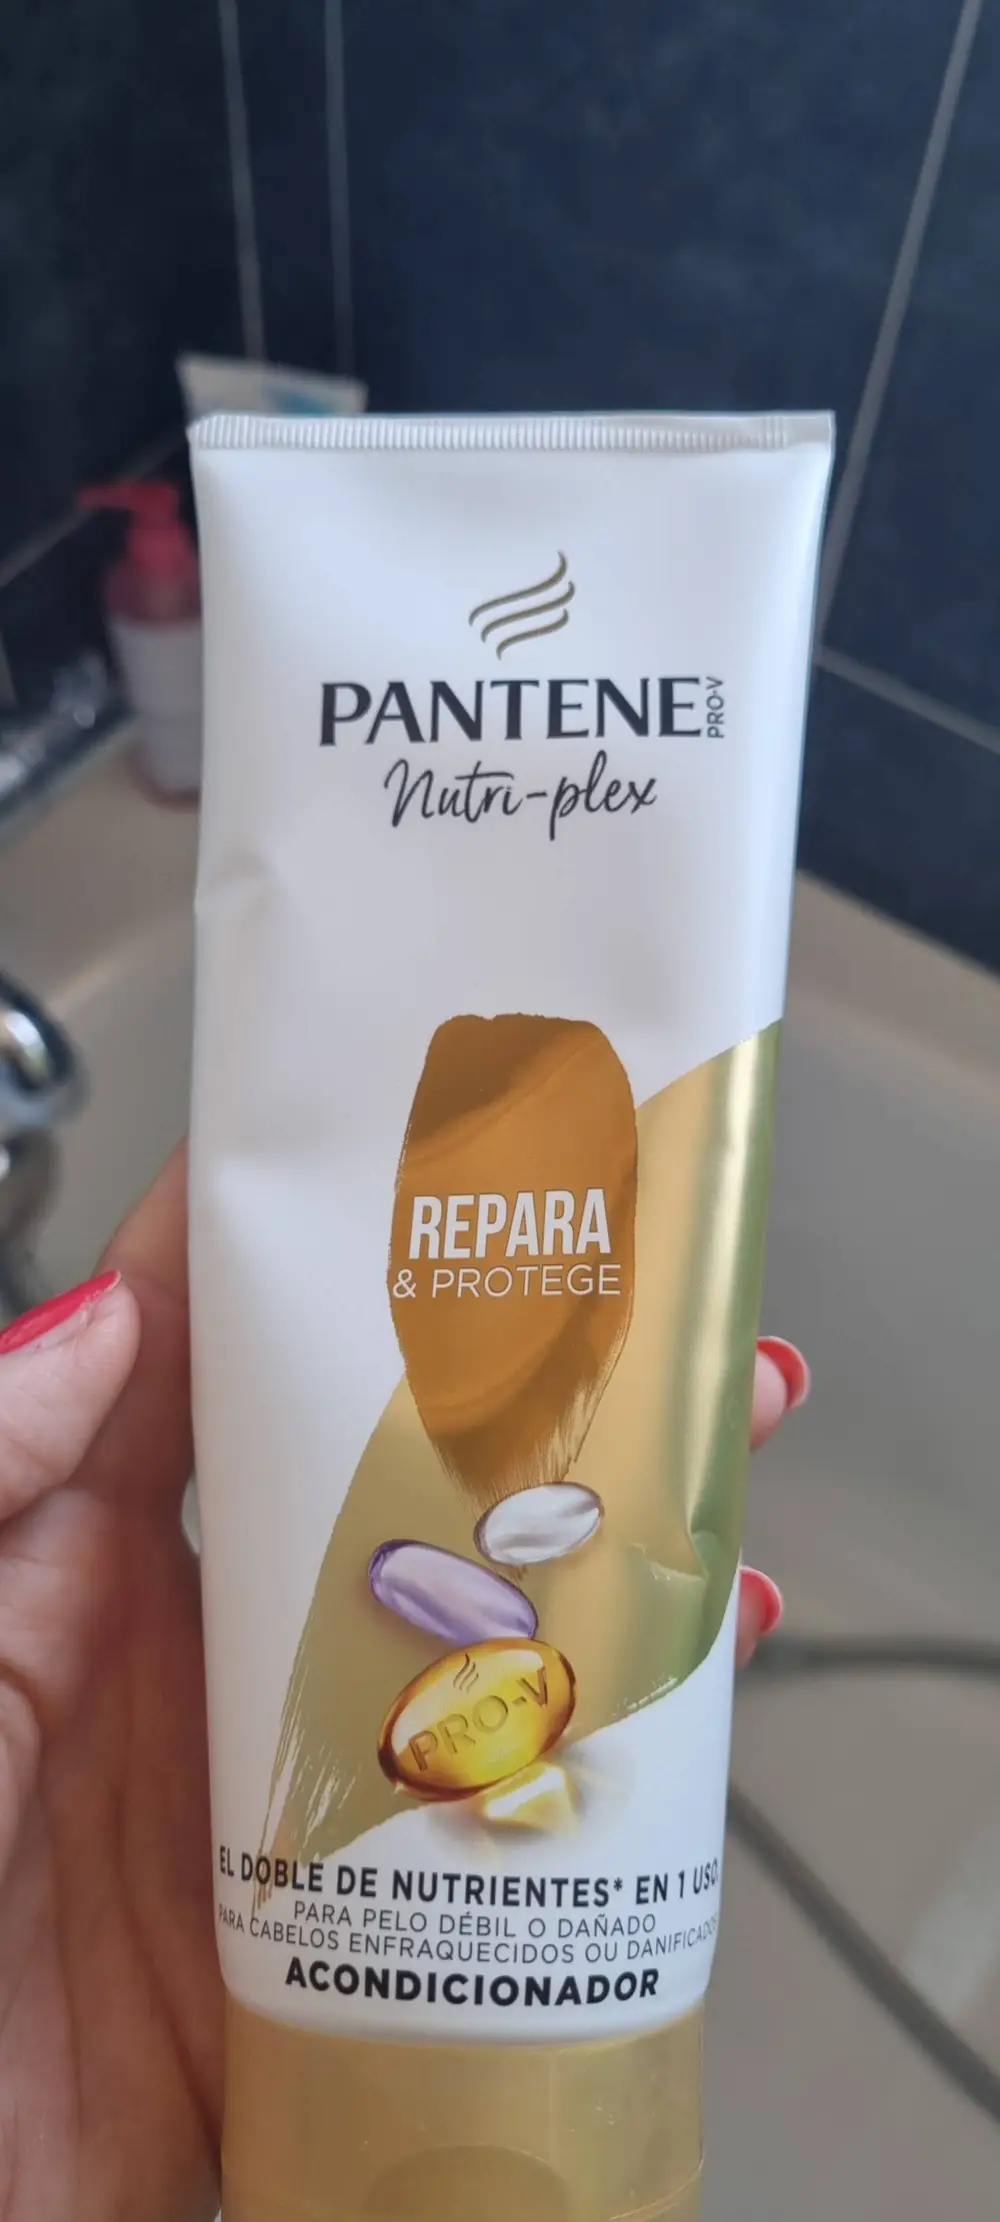 PANTENE PRO-V
Nutri-plex
REPARA
& PROTEGE
PRO-V
EL DOBLE DE NUTRIENTES* EN 1 USO
PARA PELO DÉBIL O DAÑADO
PARA CABELOS ENFRAQUECIDOS OU DANIFICADOS
ACONDICIONADOR